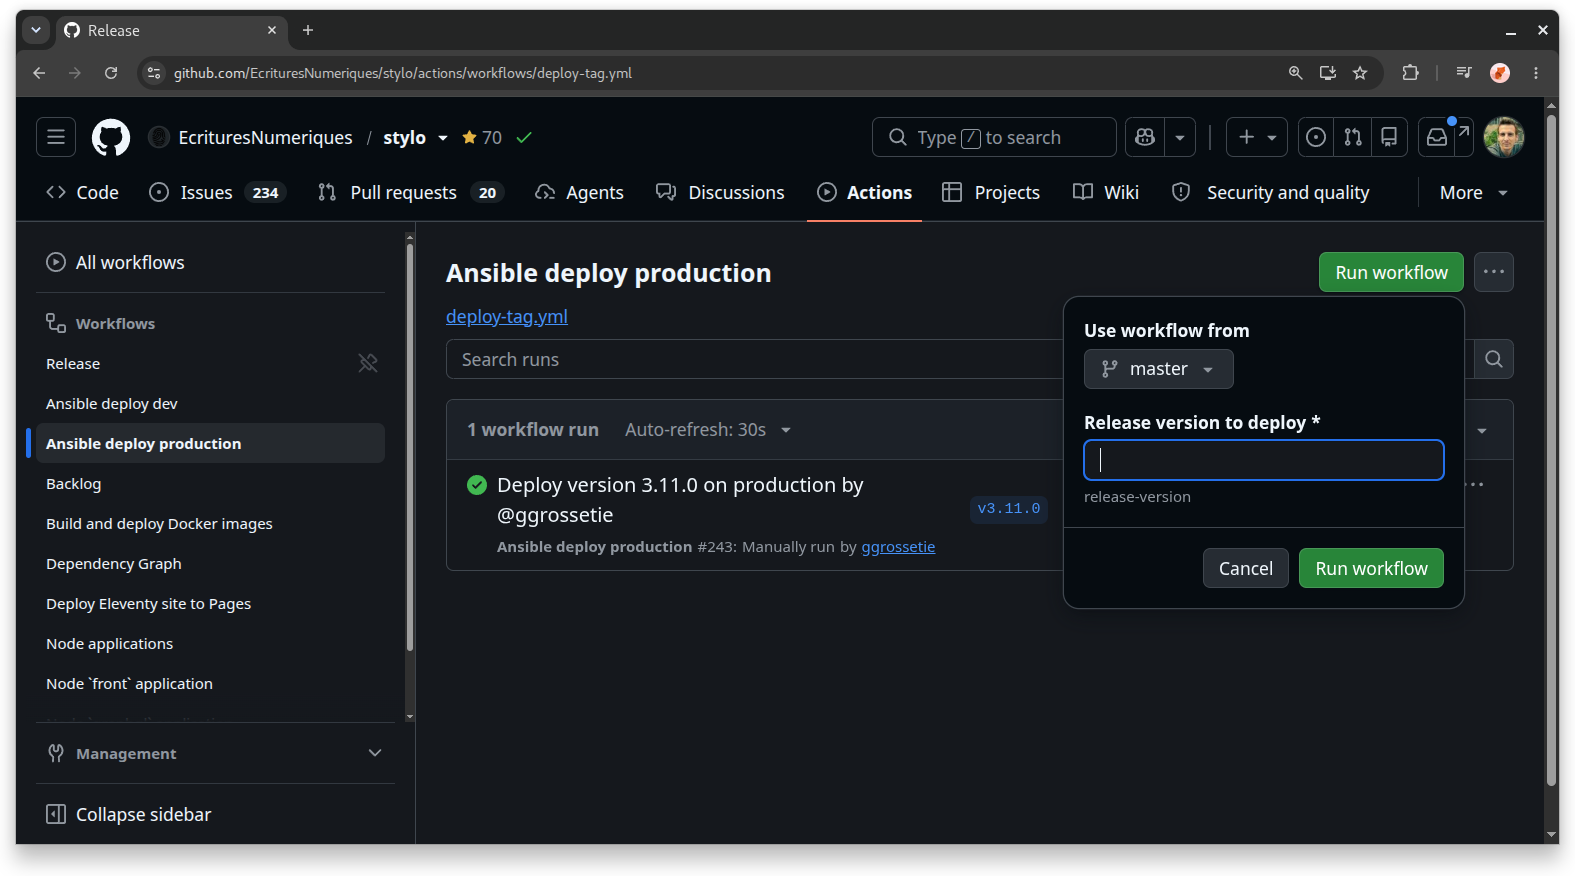 Release
github.com/EcrituresNumeriques/stylo/actions/workflows/deploy-tag.yml
EcrituresNumeriques / stylo 70
Type / to search
Code Issues 234 Pull requests 20 Agents Discussions Actions Projects Wiki Security and quality More
All workflows
Workflows
Release
Ansible deploy dev
Ansible deploy production
Backlog
Build and deploy Docker images
Dependency Graph
Deploy Eleventy site to Pages
Node applications
Node `front` application
Management
Collapse sidebar
Ansible deploy production
Run workflow
deploy-tag.yml
Search runs
1 workflow run Auto-refresh: 30s
Deploy version 3.11.0 on production by
@ggrossetie
v3.11.0
Ansible deploy production #243: Manually run by ggrossetie
Use workflow from
master
Release version to deploy *
release-version
Cancel Run workflow